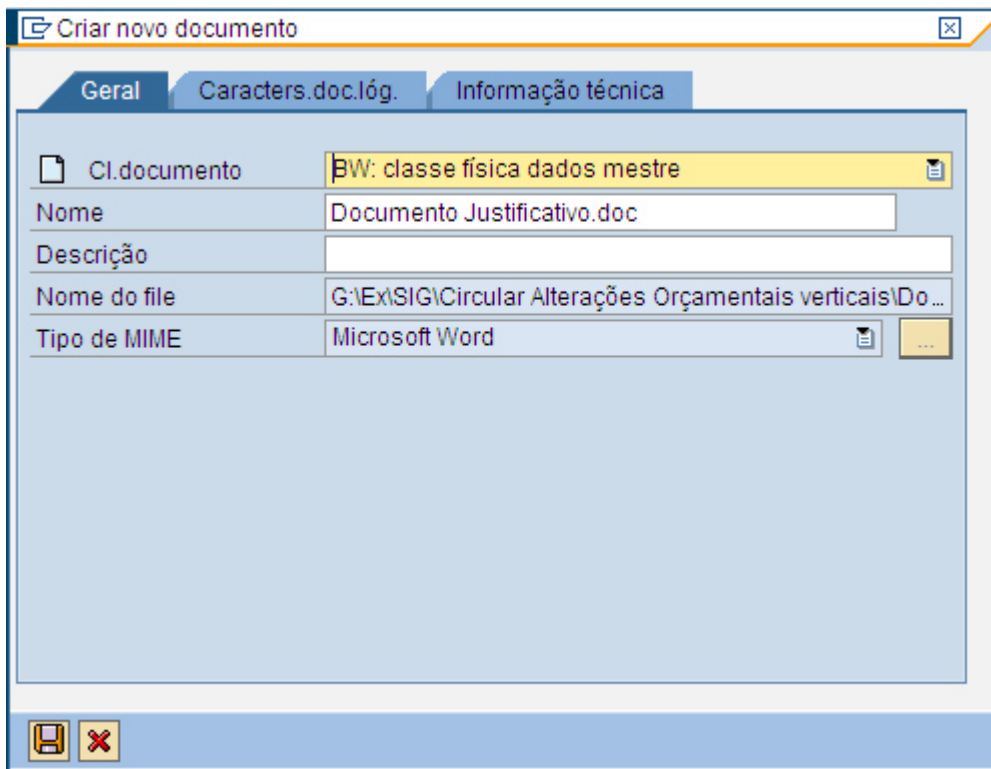 Criar novo documento
Geral Caracters.doc.lóg. Informação técnica
Cl.documento BW: classe física dados mestre
Nome Documento Justificativo.doc
Descrição
Nome do file G:\Ex\SIG\Circular Alterações Orçamentais verticais\Do...
Tipo de MIME Microsoft Word ...